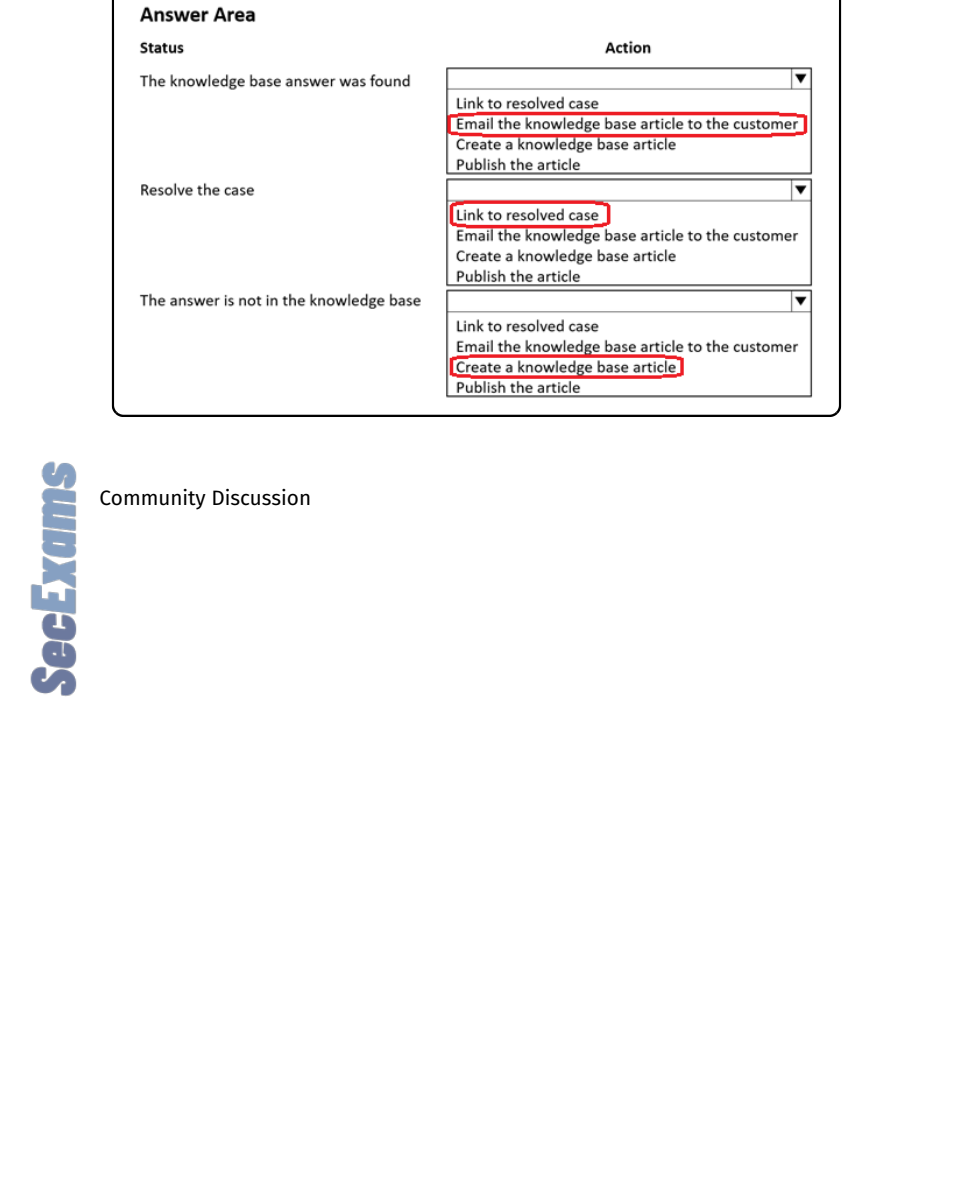 Answer Area
Status Action
The knowledge base answer was found
Link to resolved case
Email the knowledge base article to the customer
Create a knowledge base article
Publish the article
Resolve the case
Link to resolved case
Email the knowledge base article to the customer
Create a knowledge base article
Publish the article
The answer is not in the knowledge base
Link to resolved case
Email the knowledge base article to the customer
Create a knowledge base article
Publish the article
Community Discussion
SecExams